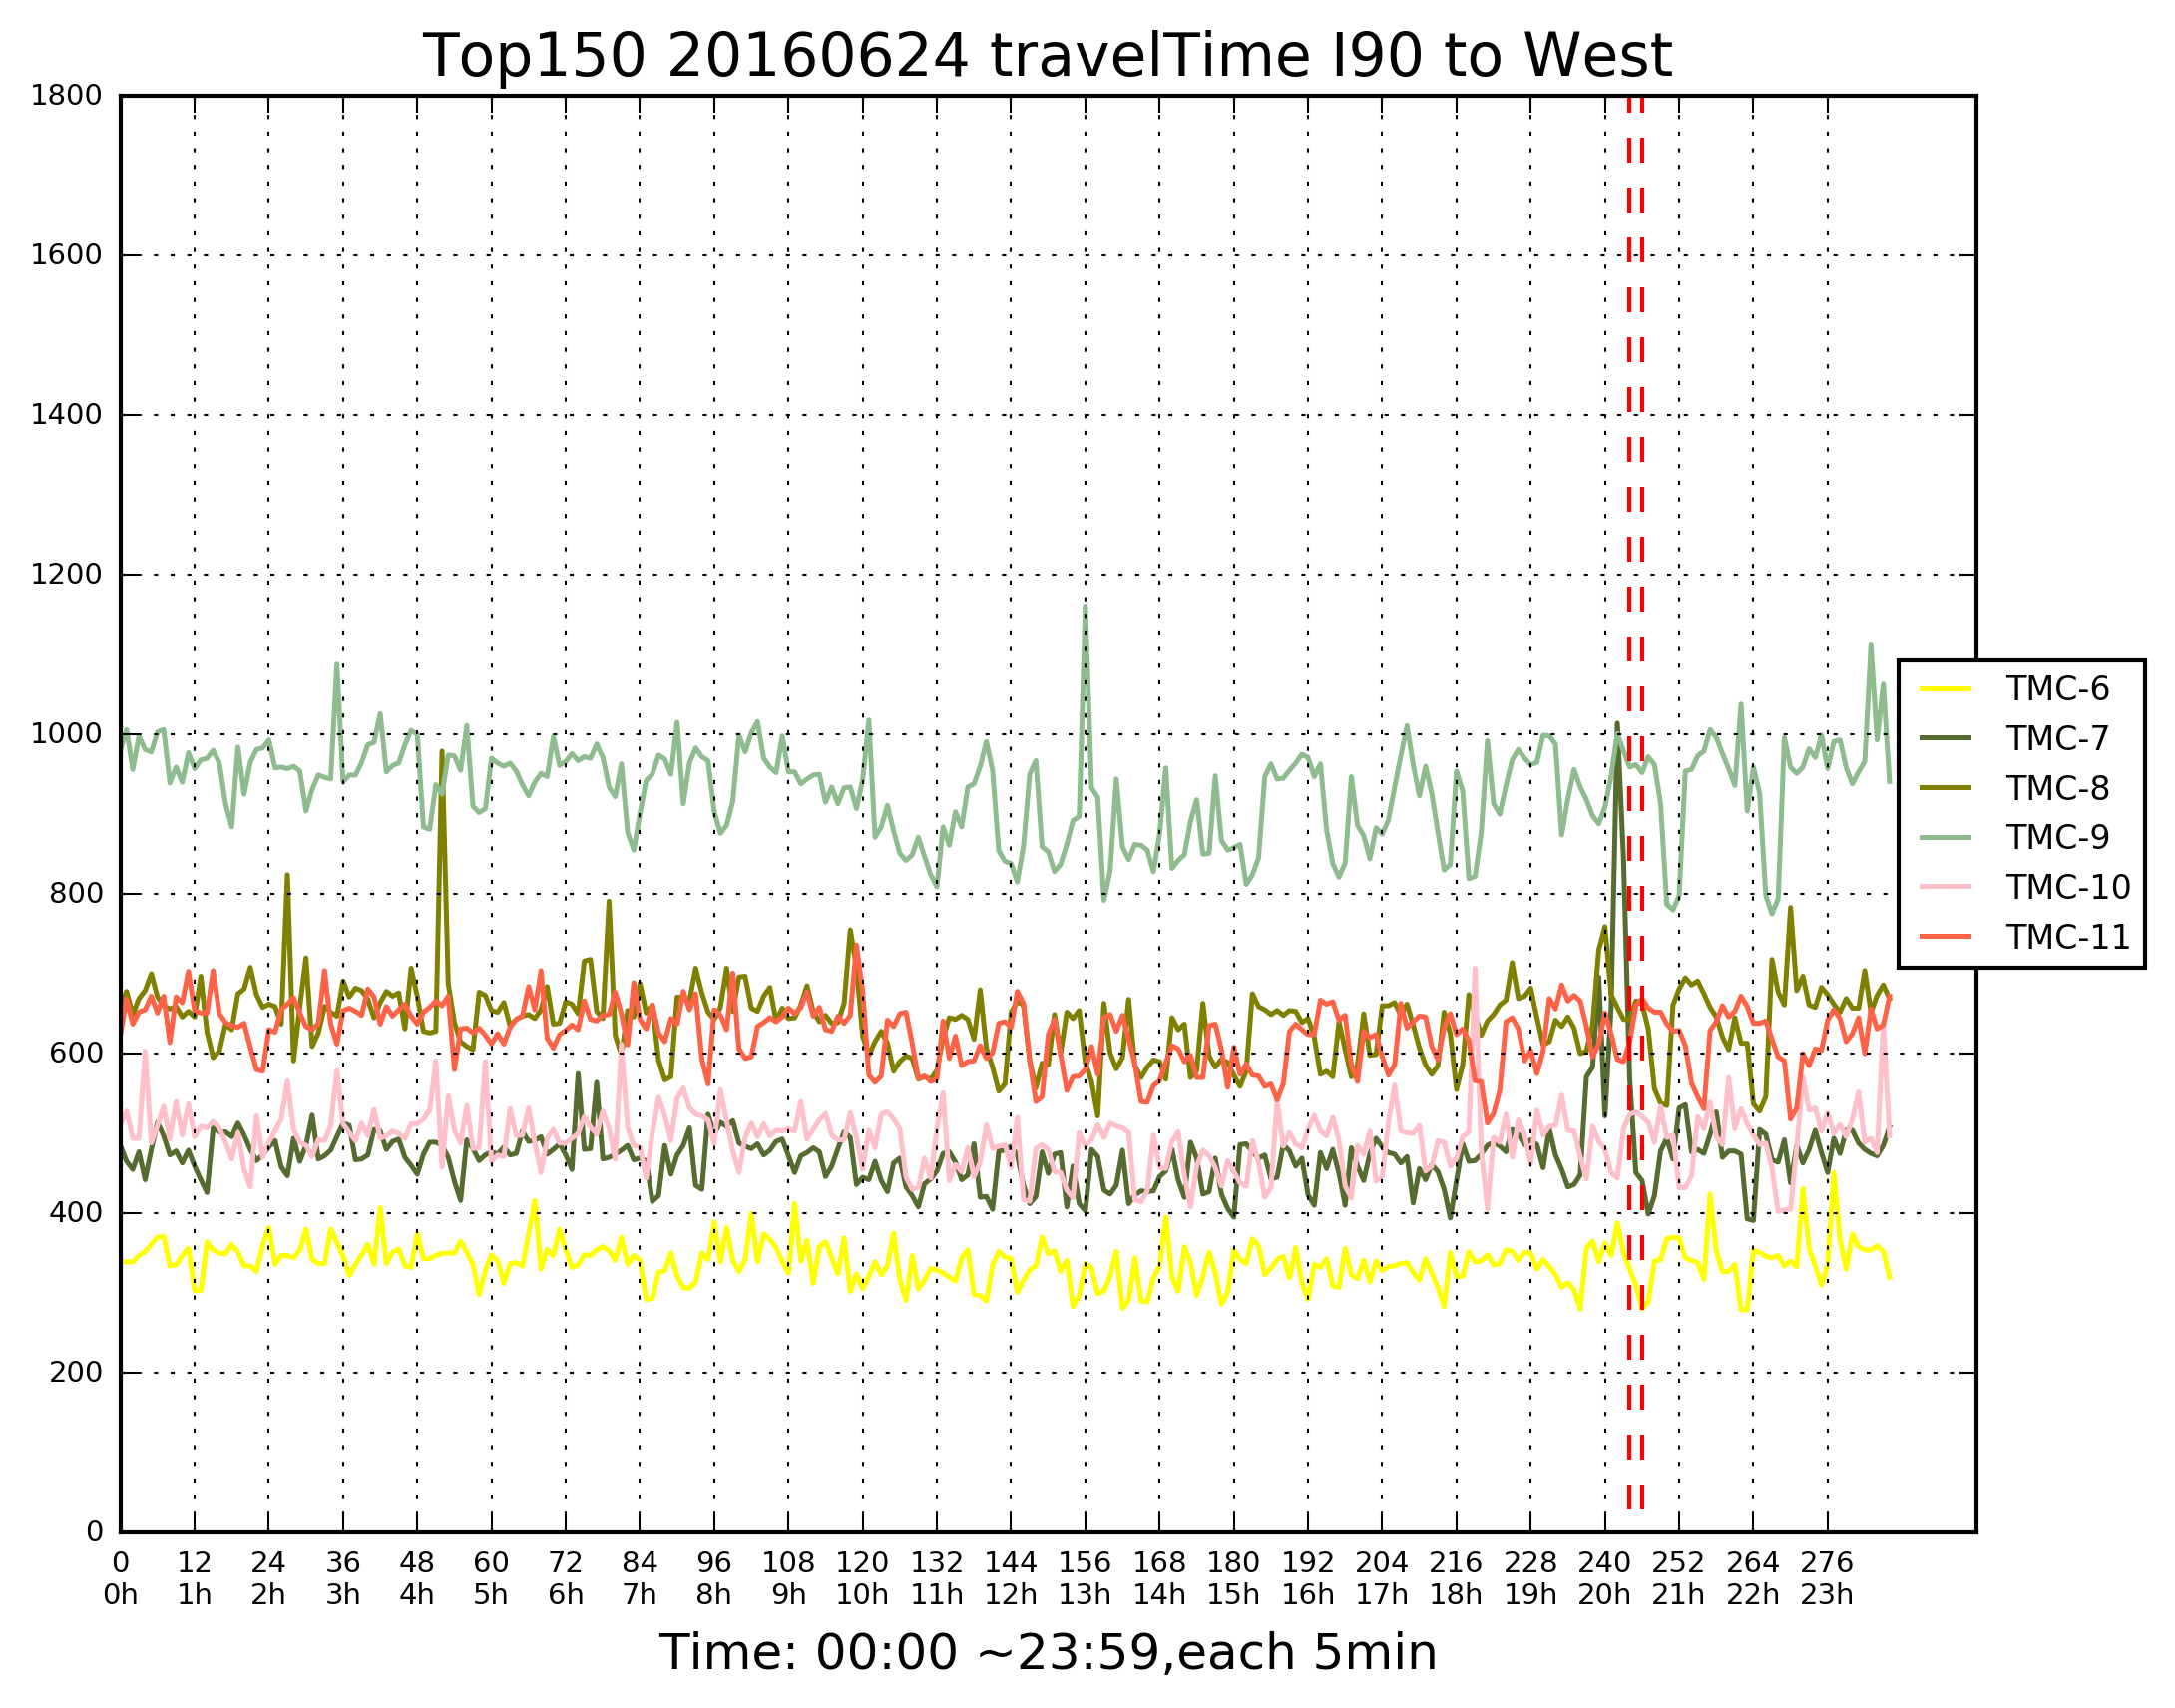 Top150 20160624 travelTime I90 to West
1800
1600
1400
1200
1000
800
600
400
200
0
TMC-6
TMC-7
TMC-8
TMC-9
TMC-10
TMC-11
0 12 24 36 48 60 72 84 96 108 120 132 144 156 168 180 192 204 216 228 240 252 264 276
0h 1h 2h 3h 4h 5h 6h 7h 8h 9h 10h 11h 12h 13h 14h 15h 16h 17h 18h 19h 20h 21h 22h 23h
Time: 00:00 ~23:59,each 5min